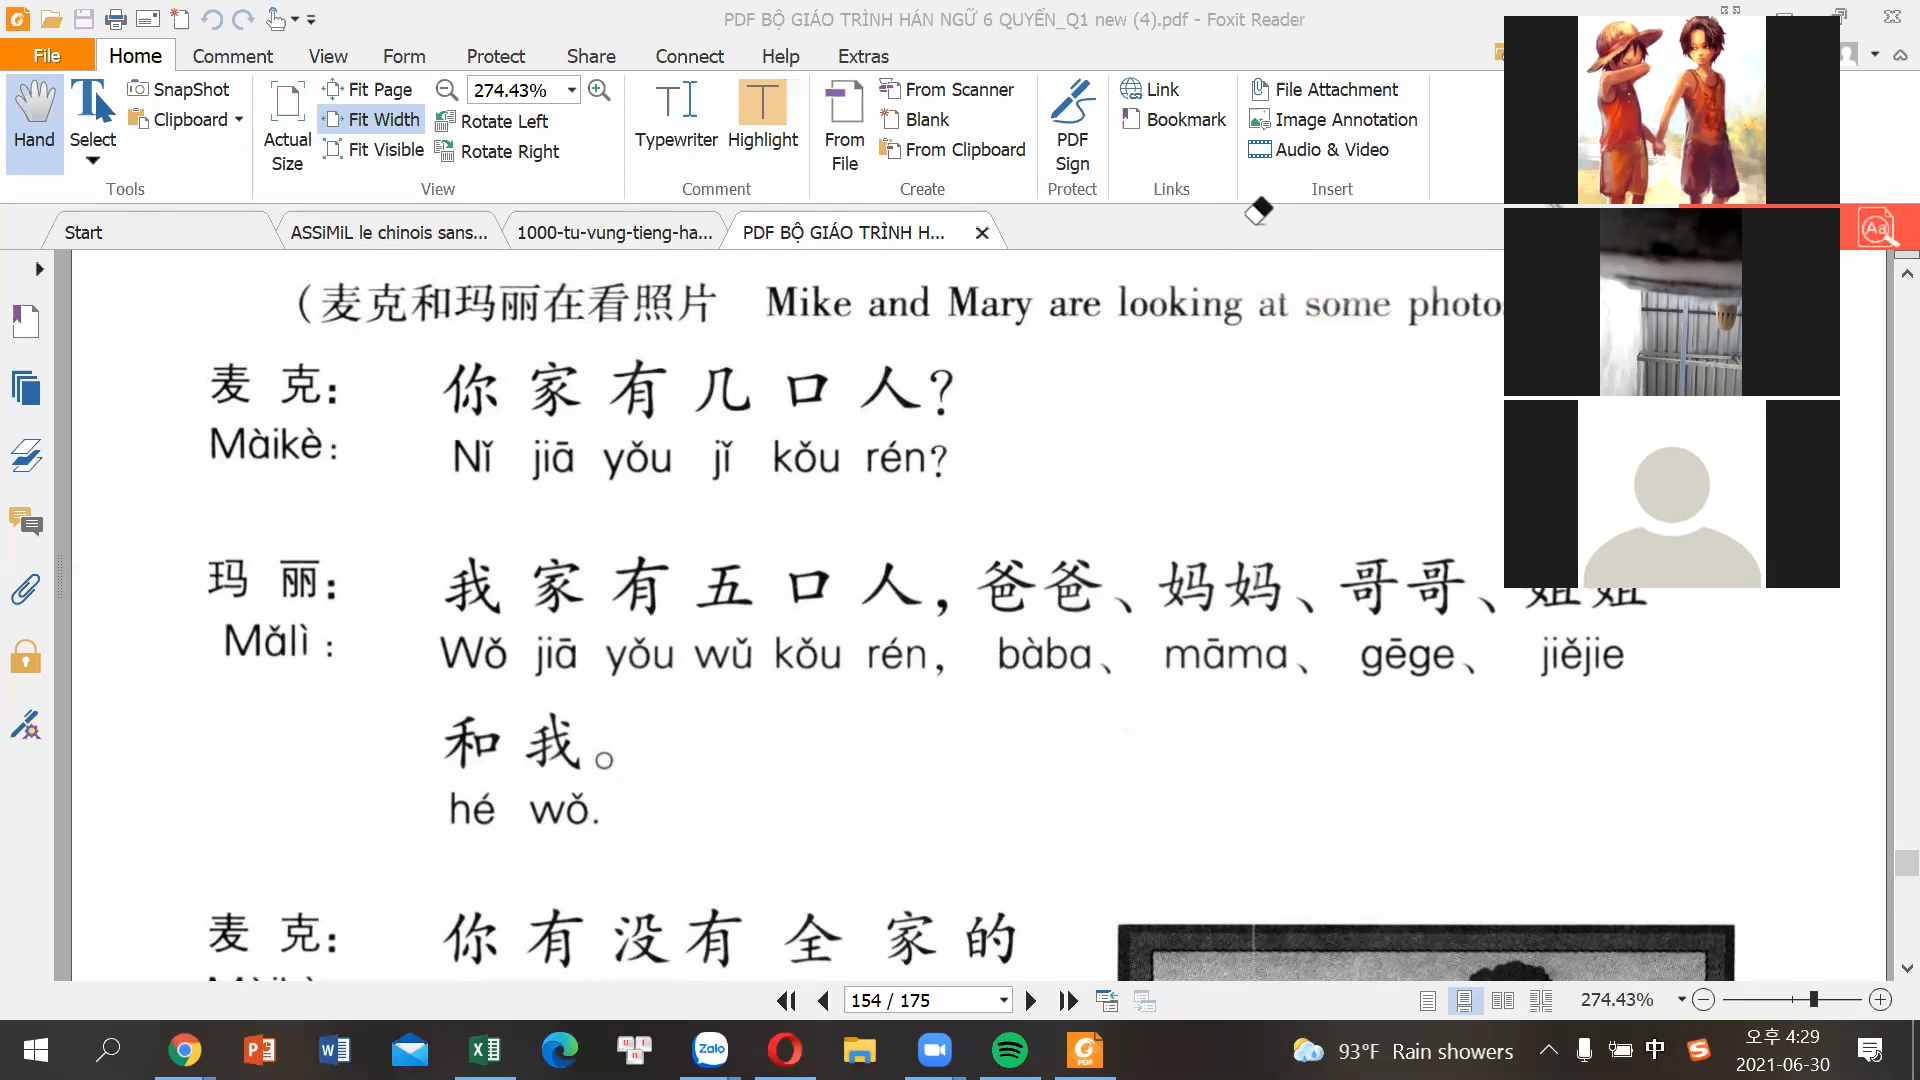 PDF BỘ GIÁO TRÌNH HÁN NGỮ 6 QUYỂN_Q1 new (4).pdf - Foxit Reader
File Home Comment View Form Protect Share Connect Help Extras
SnapShot Fit Page 274.43% From Scanner Link File Attachment
Clipboard Fit Width Rotate Left Blank Bookmark Image Annotation
Hand Select Actual Size Fit Visible Rotate Right Typewriter Highlight From File From Clipboard PDF Sign Audio & Video
Tools View Comment Create Protect Links Insert
Start ASSiMiL le chinois sans... 1000-tu-vung-tieng-ha... PDF BỘ GIÁO TRÌNH H...
(麦克和玛丽在看照片 Mike and Mary are looking at some photo
麦 克: 你 家 有 几 口 人?
Màikè: Nǐ jiā yǒu jǐ kǒu rén?
玛 丽: 我 家 有 五 口 人, 爸爸、妈妈、哥哥、姐姐
Mǎlì: Wǒ jiā yǒu wǔ kǒu rén, bàba、 māma、 gēge、 jiějie
和 我。
hé wǒ.
麦 克: 你 有 没 有 全 家 的
154 / 175 274.43%
Zalo 93°F Rain showers 中 오후 4:29
2021-06-30